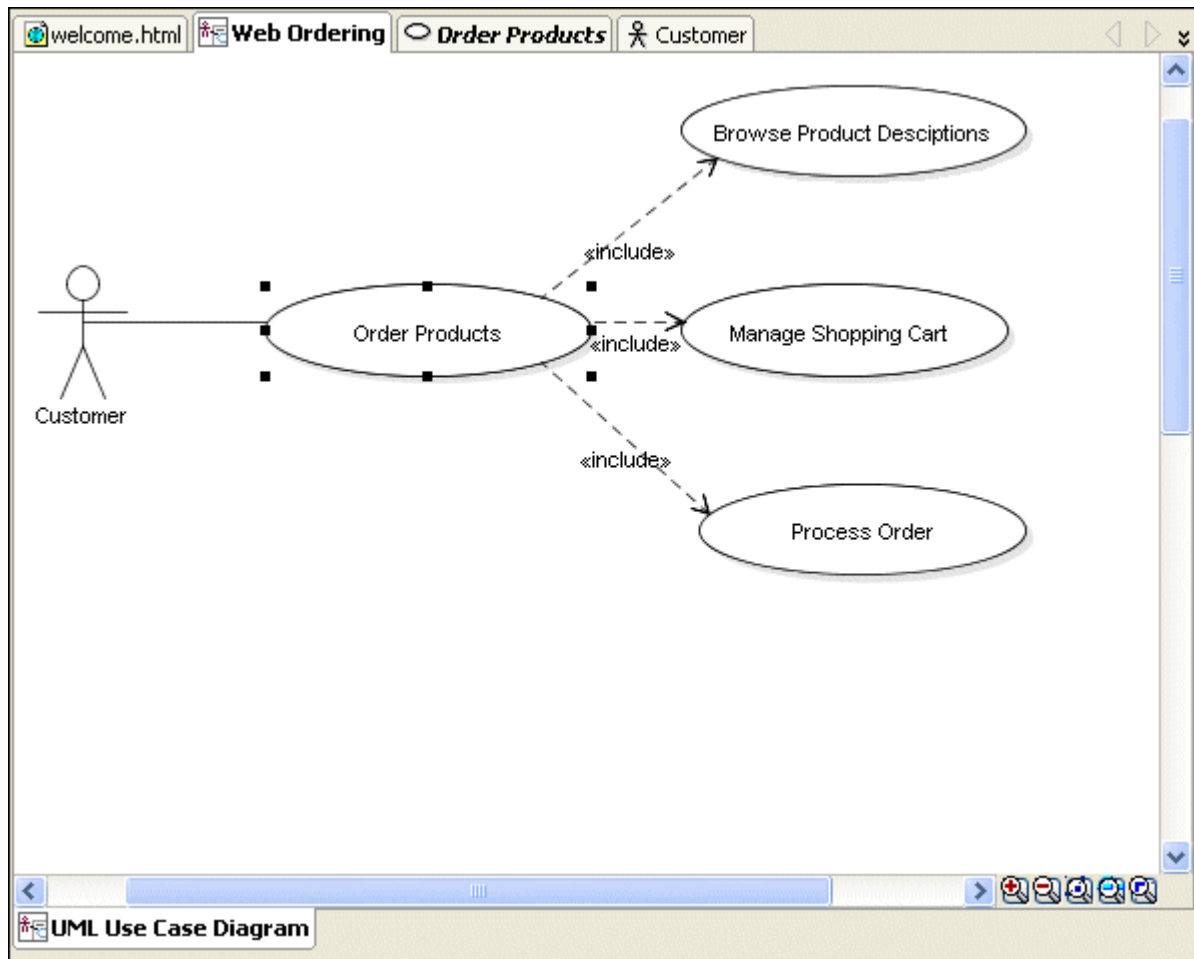 welcome.html Web Ordering Order Products Customer
Browse Product Desciptions
«include»
Order Products
«include»
Manage Shopping Cart
Customer
«include»
Process Order
UML Use Case Diagram